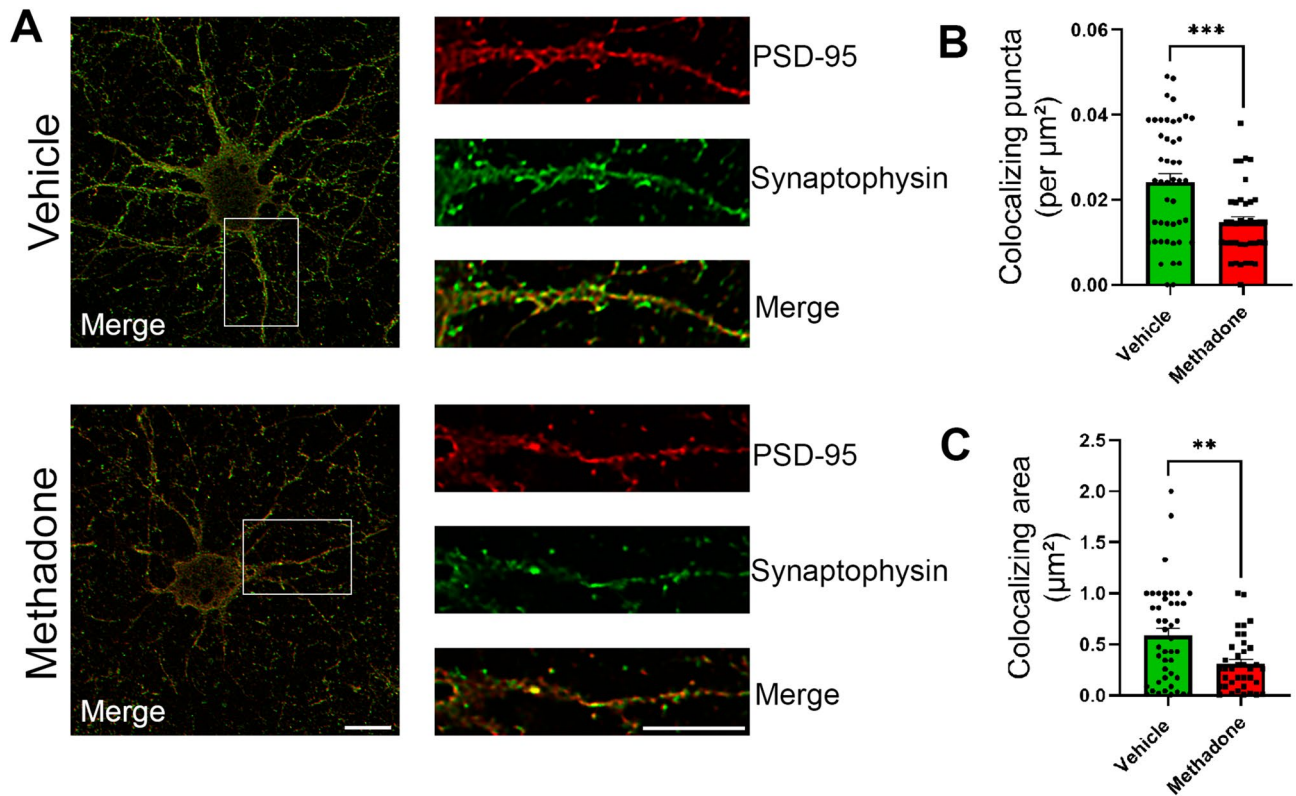 A
Vehicle
Merge
PSD-95
Synaptophysin
Merge
Methadone
Merge
PSD-95
Synaptophysin
Merge
B
Colocalizing puncta
(per µm²)
0.06
0.04
0.02
0.00
***
Vehicle
Methadone
C
Colocalizing area
(µm²)
2.5
2.0
1.5
1.0
0.5
0.0
**
Vehicle
Methadone